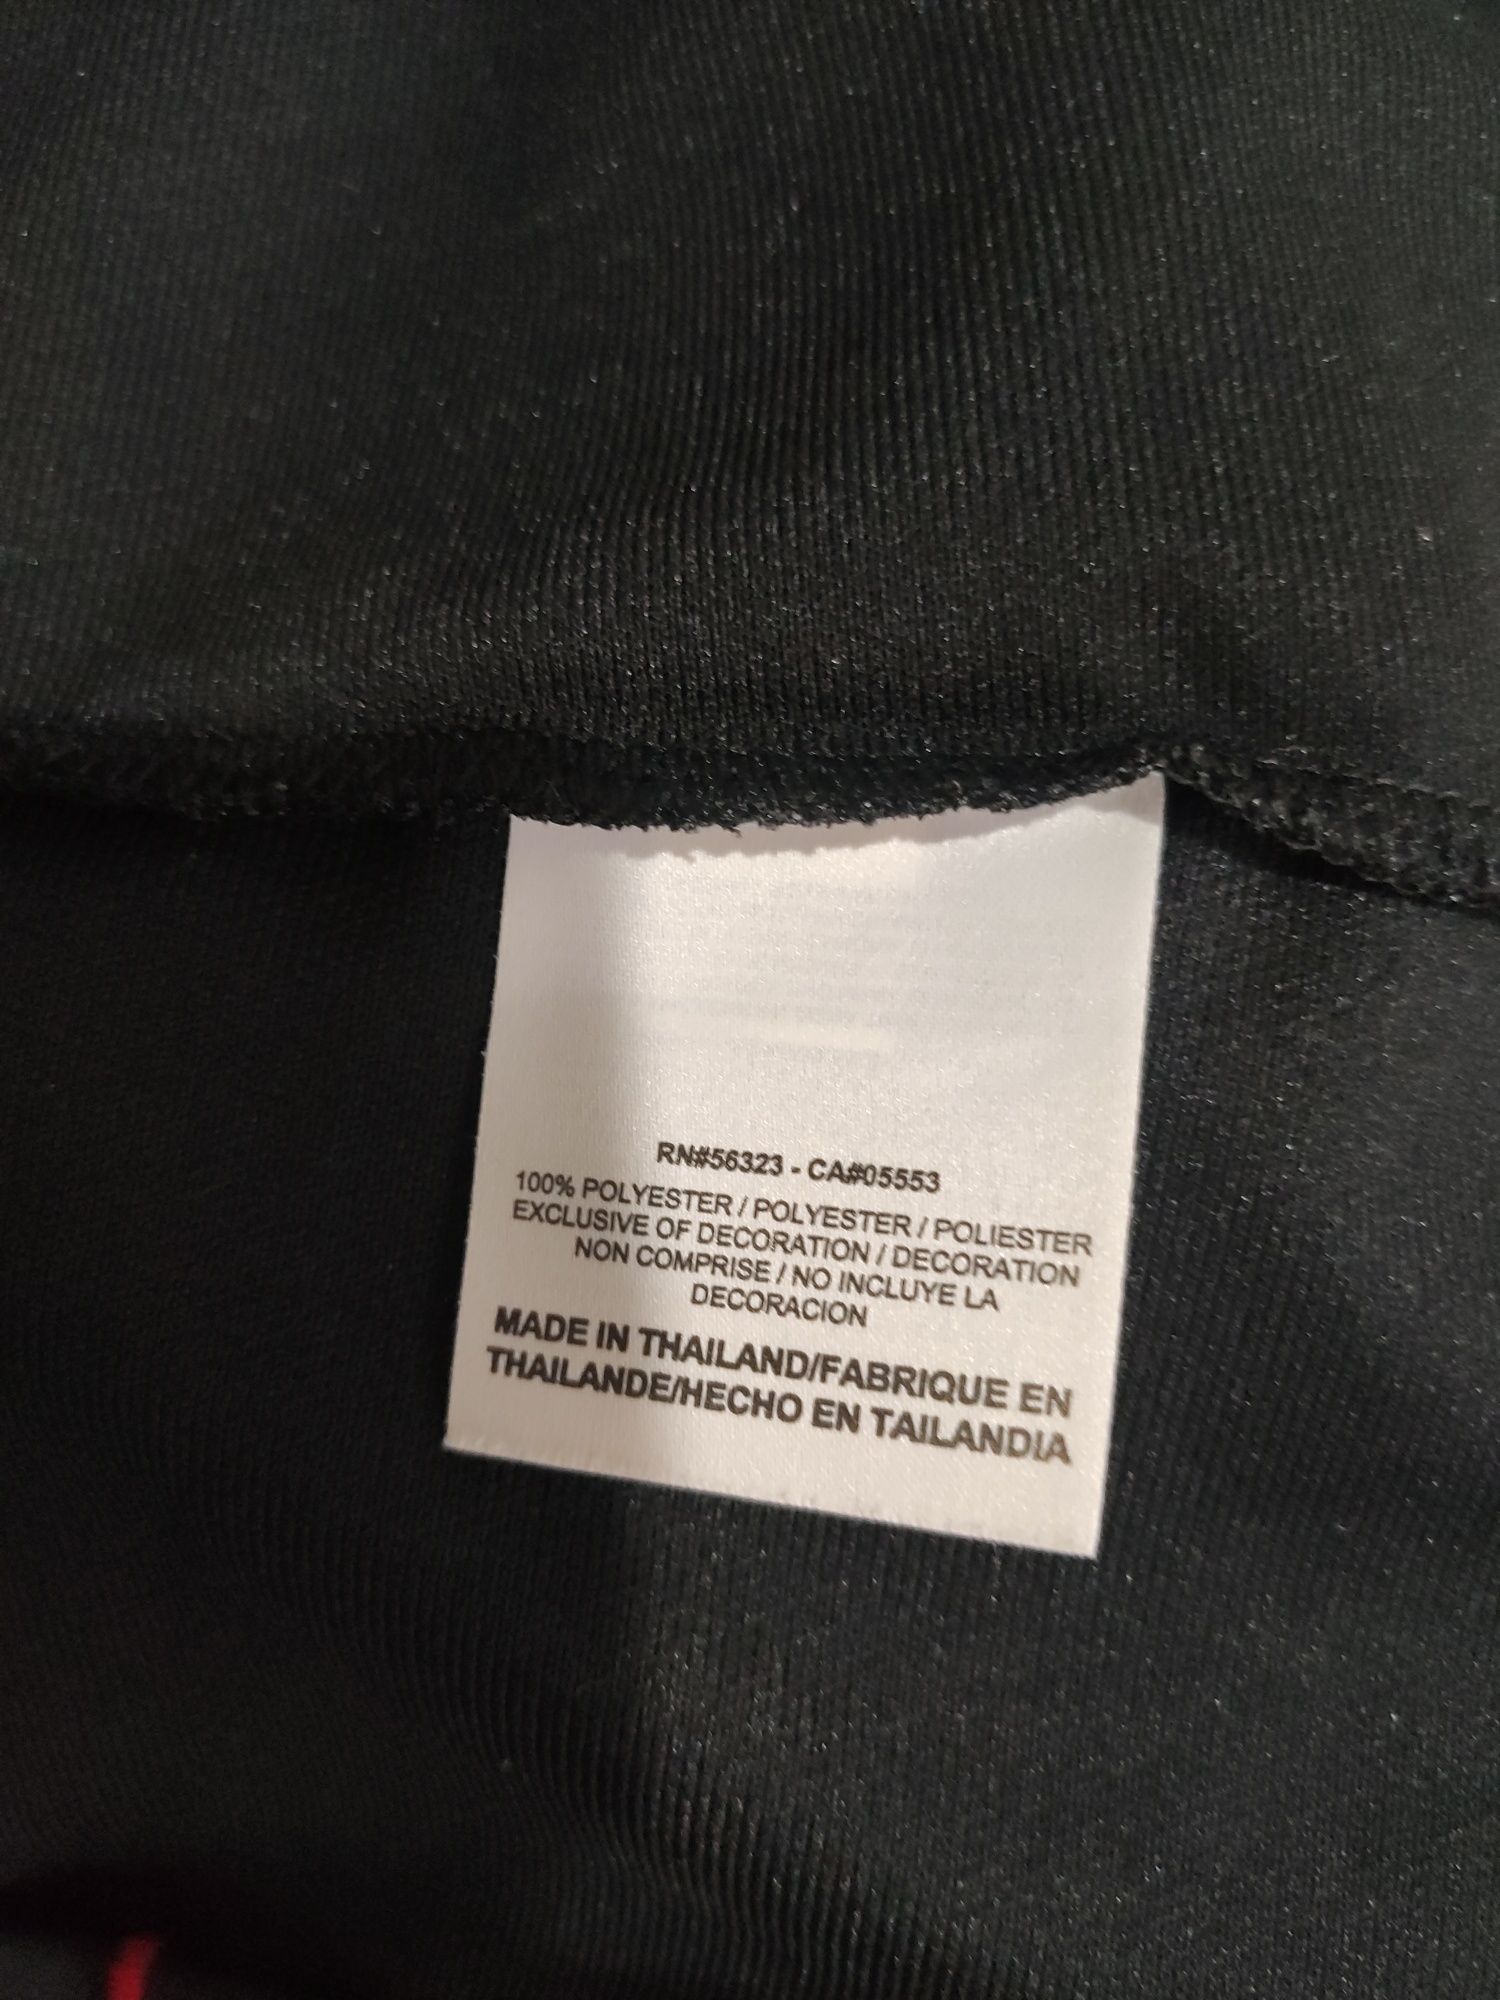 RN#56323 - CA#05553
100% POLYESTER / POLYESTER / POLIESTER
EXCLUSIVE OF DECORATION / DECORATION
NON COMPRISE / NO INCLUYE LA
DECORACION
MADE IN THAILAND/FABRIQUE EN
THAILANDE/HECHO EN TAILANDIA